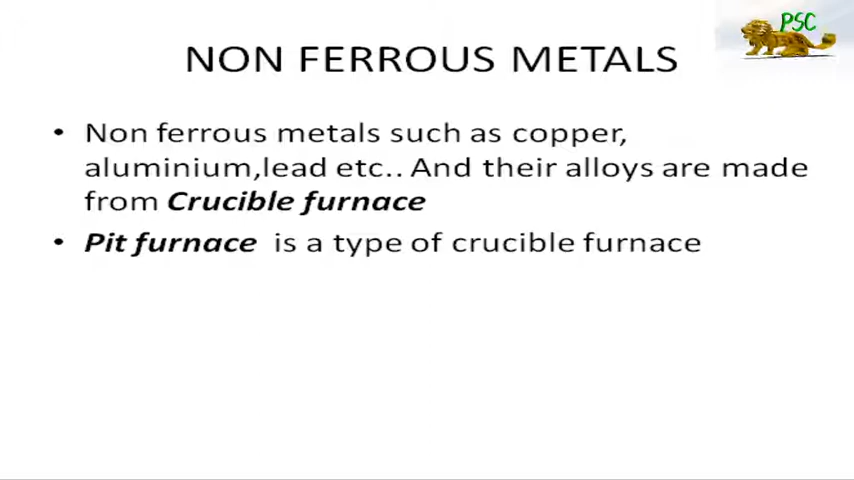 PSC
NON FERROUS METALS
• Non ferrous metals such as copper,
aluminium,lead etc.. And their alloys are made
from Crucible furnace
• Pit furnace is a type of crucible furnace